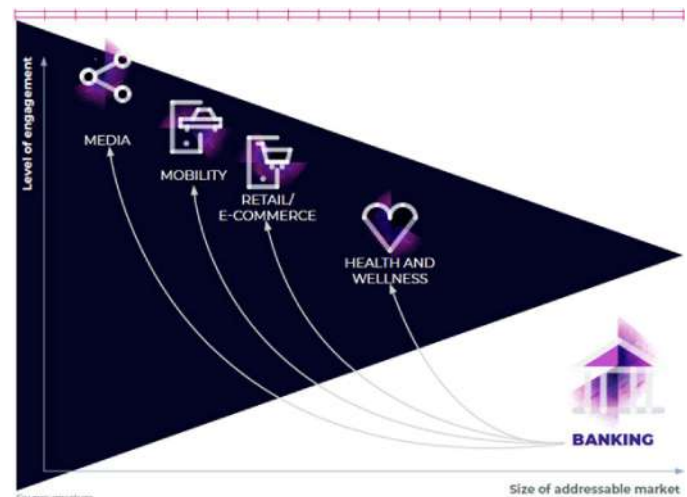 Level of engagement
MEDIA
MOBILITY
RETAIL/
E-COMMERCE
HEALTH AND
WELLNESS
BANKING
Size of addressable market